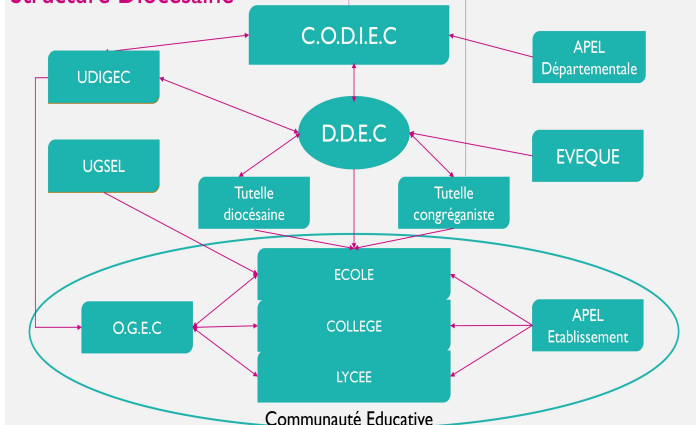 Structure Diocésaine
C.O.D.I.E.C
APEL
Départementale
UDIGEC
D.D.E.C
EVEQUE
UGSEL
Tutelle
diocésaine
Tutelle
congréganiste
ECOLE
O.G.E.C
COLLEGE
APEL
Etablissement
LYCEE
Communauté Educative